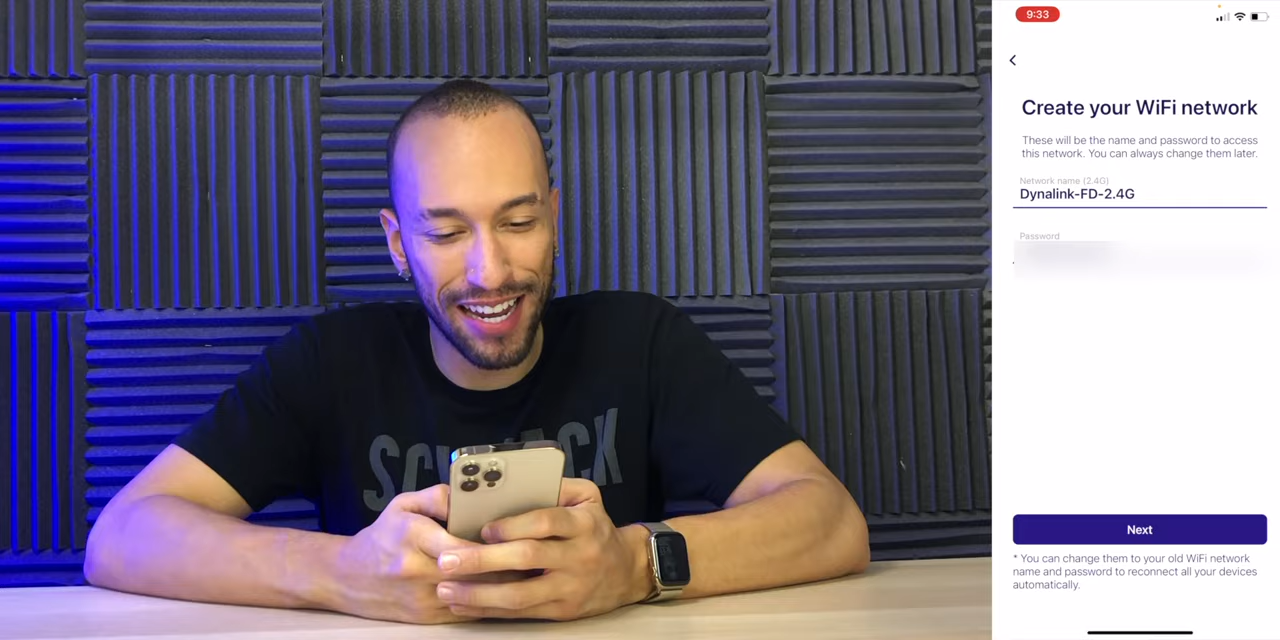 9:33
Create your WiFi network
These will be the name and password to access
this network. You can always change them later.
Network name (2.4G)
Dynalink-FD-2.4G
Password
Next
* You can change them to your old WiFi network
name and password to reconnect all your devices
automatically.